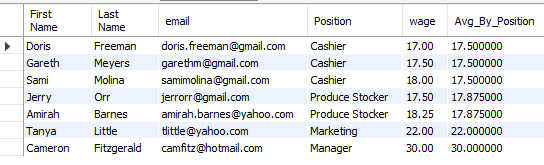 First Name Last Name email Position wage Avg_By_Position
Doris Freeman doris.freeman@gmail.com Cashier 17.00 17.500000
Gareth Meyers garethm@gmail.com Cashier 17.50 17.500000
Sami Molina samimolina@gmail.com Cashier 18.00 17.500000
Jerry Orr jerrorr@gmail.com Produce Stocker 17.50 17.875000
Amirah Barnes amirah.barnes@yahoo.com Produce Stocker 18.25 17.875000
Tanya Little tlittle@yahoo.com Marketing 22.00 22.000000
Cameron Fitzgerald camfitz@hotmail.com Manager 30.00 30.000000